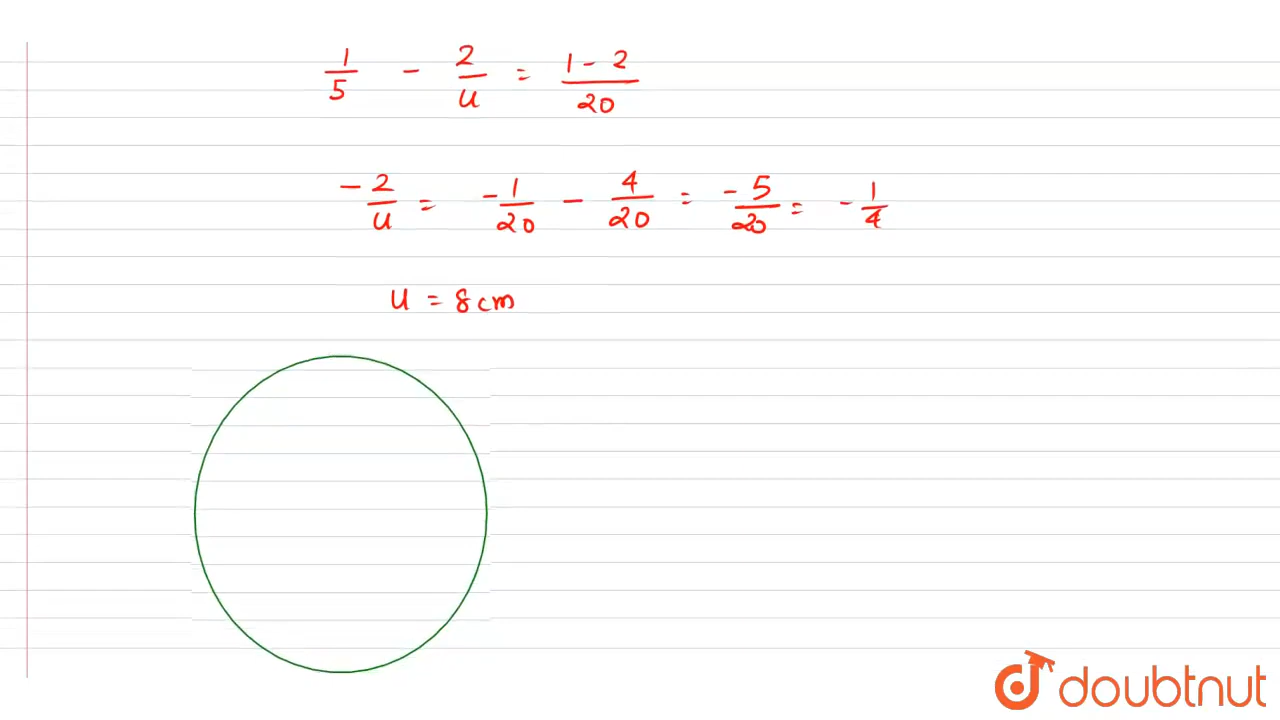 1/5 - 2/u = (1 - 2)/20
-2/u = -1/20 - 4/20 = -5/20 = -1/4
u = 8 cm
doubtnut